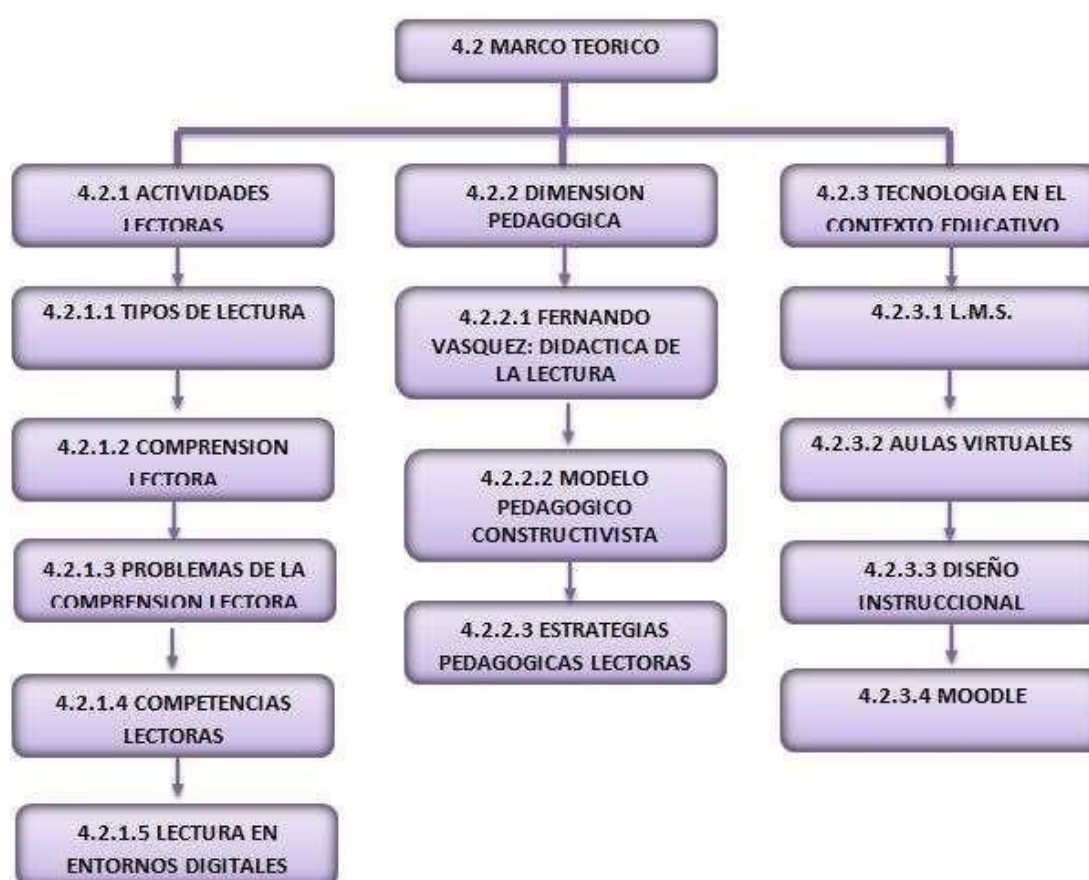 4.2 MARCO TEORICO
4.2.1 ACTIVIDADES
LECTORAS
4.2.1.1 TIPOS DE LECTURA
4.2.1.2 COMPRENSION
LECTORA
4.2.1.3 PROBLEMAS DE LA
COMPRENSION LECTORA
4.2.1.4 COMPETENCIAS
LECTORAS
4.2.1.5 LECTURA EN
ENTORNOS DIGITALES
4.2.2 DIMENSION
PEDAGOGICA
4.2.2.1 FERNANDO
VASQUEZ: DIDACTICA DE
LA LECTURA
4.2.2.2 MODELO
PEDAGOGICO
CONSTRUCTIVISTA
4.2.2.3 ESTRATEGIAS
PEDAGOGICAS LECTORAS
4.2.3 TECNOLOGIA EN EL
CONTEXTO EDUCATIVO
4.2.3.1 L.M.S.
4.2.3.2 AULAS VIRTUALES
4.2.3.3 DISEÑO
INSTRUCCIONAL
4.2.3.4 MOODLE